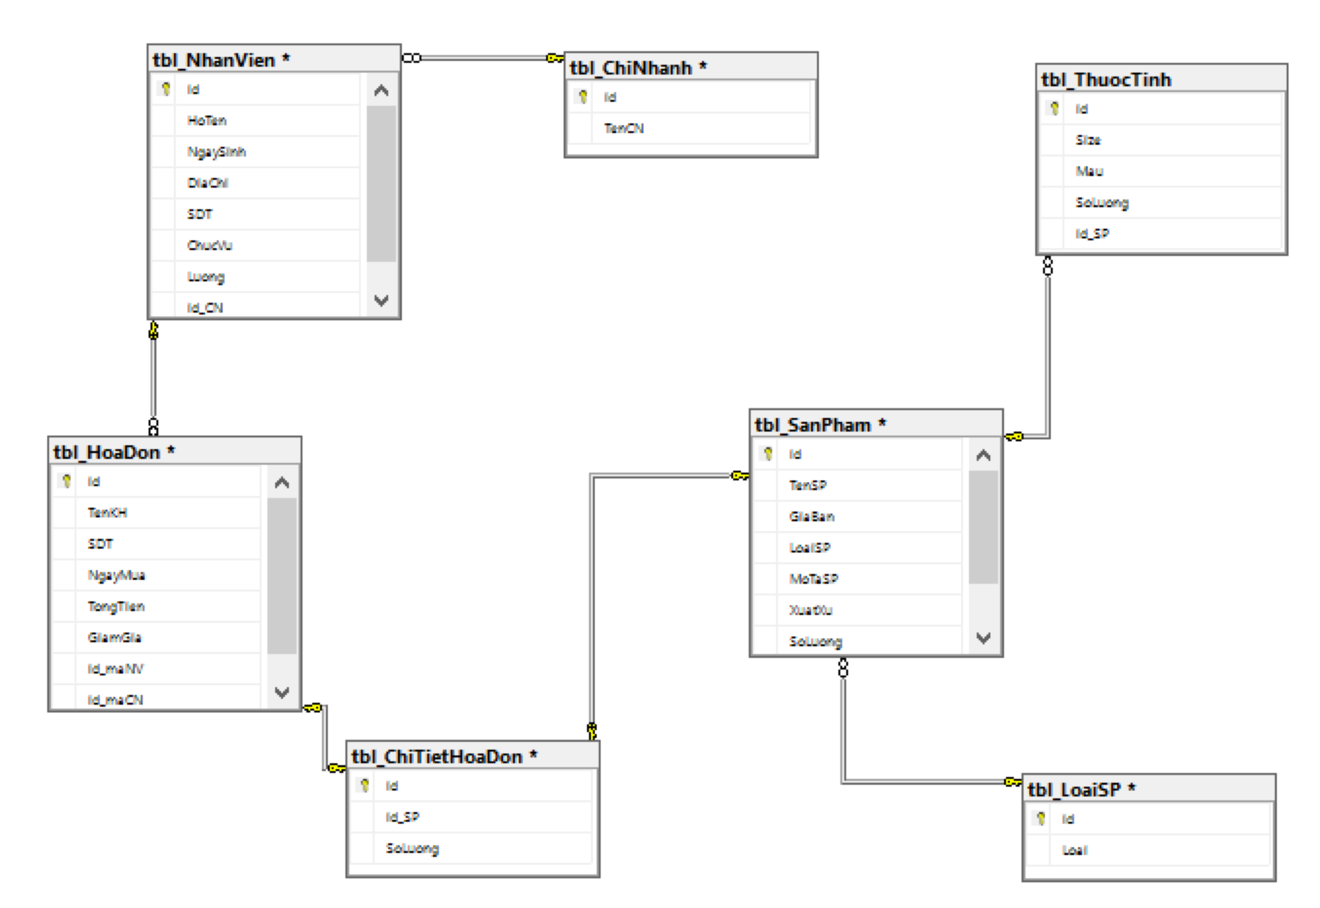 tbl_NhanVien *
Id
HoTen
NgaySinh
DiaChi
SDT
ChucVu
Luong
Id_CN
tbl_ChiNhanh *
Id
TenCN
tbl_ThuocTinh
Id
Size
Mau
SoLuong
Id_SP
tbl_HoaDon *
Id
TenKH
SDT
NgayMua
TongTien
GiamGia
Id_maNV
Id_maCN
tbl_SanPham *
Id
TenSP
GiaBan
LoaiSP
MoTaSP
XuatXu
SoLuong
tbl_ChiTietHoaDon *
Id
Id_SP
SoLuong
tbl_LoaiSP *
Id
Loai